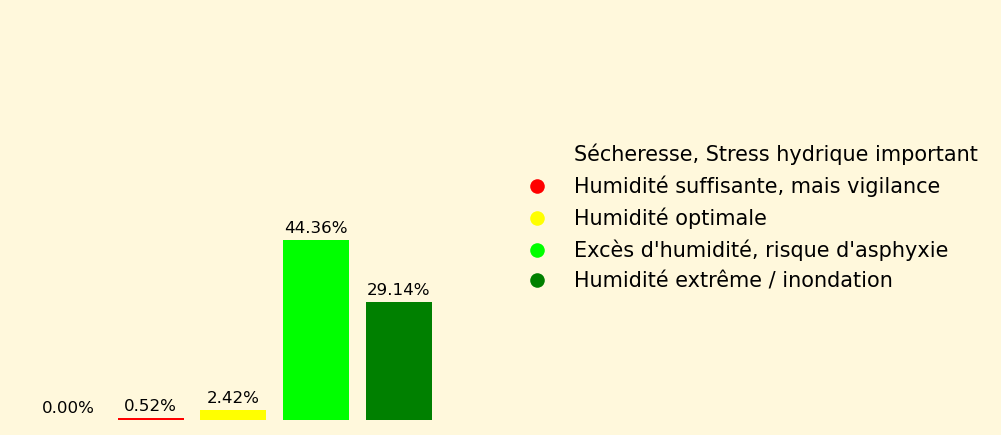 44.36%
29.14%
2.42%
0.52%
0.00%
Sécheresse, Stress hydrique important
Humidité suffisante, mais vigilance
Humidité optimale
Excès d'humidité, risque d'asphyxie
Humidité extrême / inondation